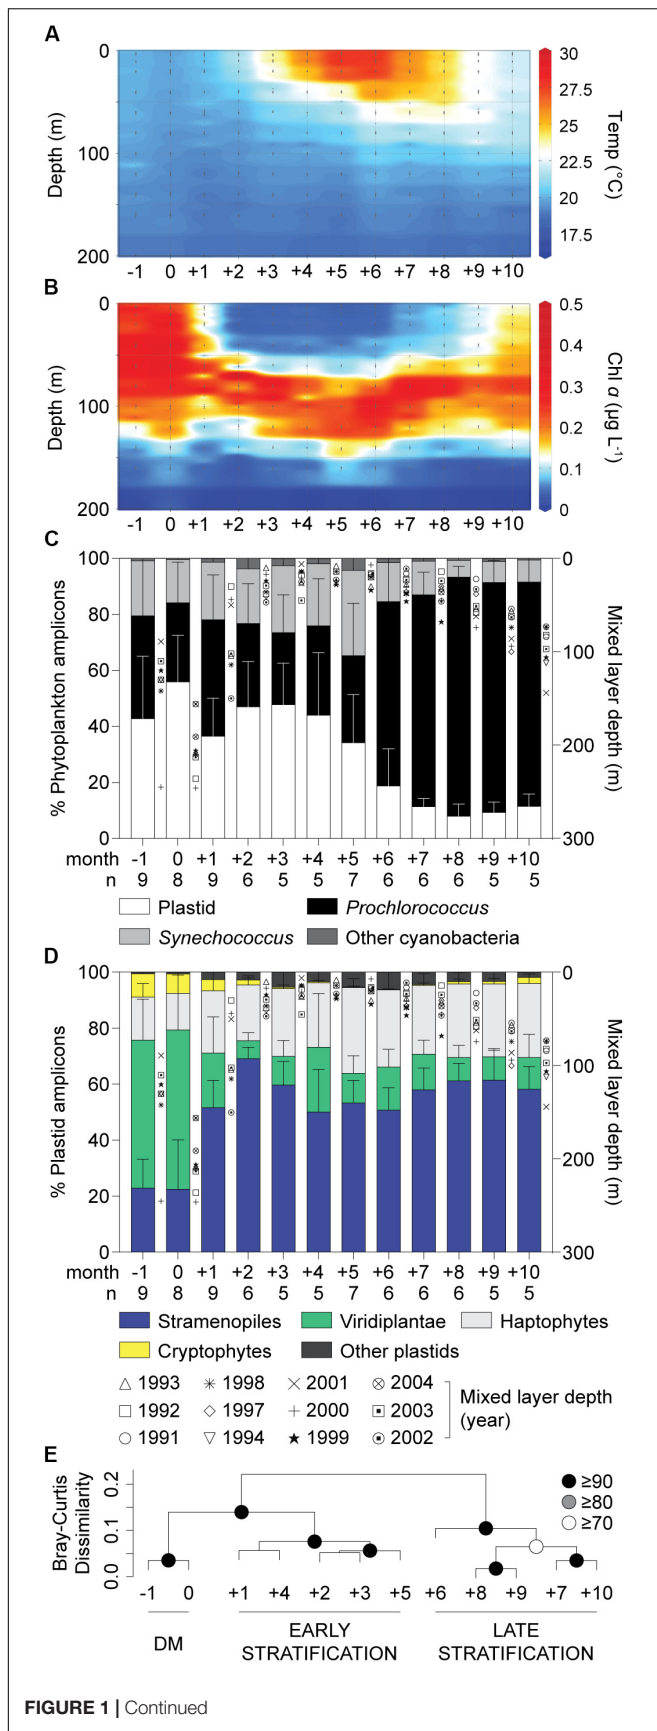 A
0
100
200
Depth (m)
30
27.5
25
22.5
20
17.5
Temp (°C)
-1 0 +1 +2 +3 +4 +5 +6 +7 +8 +9 +10
B
0
100
200
Depth (m)
0.5
0.4
0.3
0.2
0.1
0
Chl a (µg L-1)
-1 0 +1 +2 +3 +4 +5 +6 +7 +8 +9 +10
C
100
80
60
40
20
0
% Phytoplankton amplicons
0
100
200
300
Mixed layer depth (m)
month -1 0 +1 +2 +3 +4 +5 +6 +7 +8 +9 +10
n 9 8 9 6 5 5 7 6 6 6 5 5
Plastid Prochlorococcus
Synechococcus Other cyanobacteria
D
100
80
60
40
20
0
% Plastid amplicons
0
100
200
300
Mixed layer depth (m)
month -1 0 +1 +2 +3 +4 +5 +6 +7 +8 +9 +10
n 9 8 9 6 5 5 7 6 6 6 5 5
Stramenopiles Viridiplantae Haptophytes
Cryptophytes Other plastids
1993 1998 2001 2004
1992 1997 2000 2003
1991 1994 1999 2002
Mixed layer depth
(year)
E
0.2
0.1
0.0
Bray-Curtis
Dissimilarity
≥90
≥80
≥70
-1 0 +1 +4 +2 +3 +5 +6 +8 +9 +7 +10
DM
EARLY
STRATIFICATION
LATE
STRATIFICATION
FIGURE 1 | Continued